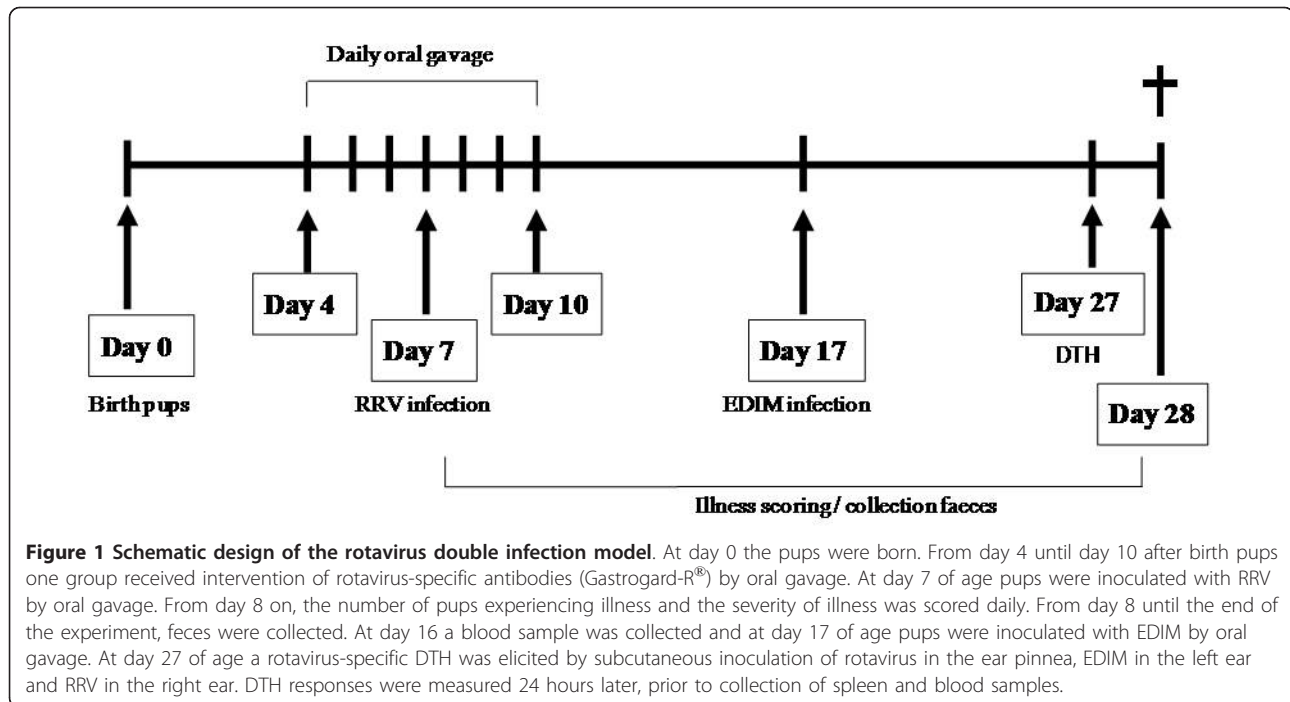 Daily oral gavage
Day 4
Day 10
Day 27
Day 0
Day 7
Day 17
DTH
Birth pups
RRV infection
EDIM infection
Day 28
Illness scoring / collection faeces
Figure 1 Schematic design of the rotavirus double infection model. At day 0 the pups were born. From day 4 until day 10 after birth pups
one group received intervention of rotavirus-specific antibodies (Gastrogard-R®) by oral gavage. At day 7 of age pups were inoculated with RRV
by oral gavage. From day 8 on, the number of pups experiencing illness and the severity of illness was scored daily. From day 8 until the end of
the experiment, feces were collected. At day 16 a blood sample was collected and at day 17 of age pups were inoculated with EDIM by oral
gavage. At day 27 of age a rotavirus-specific DTH was elicited by subcutaneous inoculation of rotavirus in the ear pinnea, EDIM in the left ear
and RRV in the right ear. DTH responses were measured 24 hours later, prior to collection of spleen and blood samples.